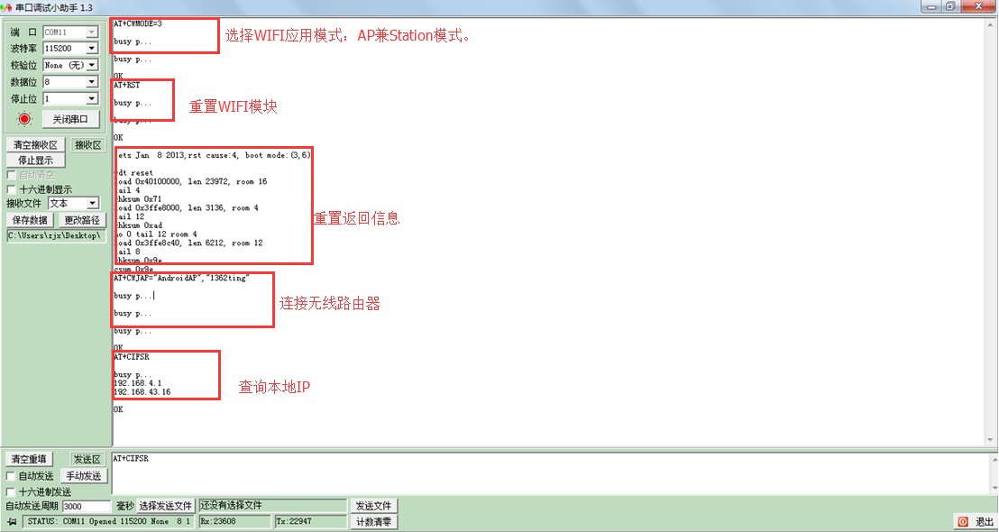 串口调试小助手 1.3
端 口 COM11
波特率 115200
校验位 None (无)
数据位 8
停止位 1
关闭串口
清空接收区 接收区
停止显示
自动清空
十六进制显示
接收文件 文本
保存数据 更改路径
C:\Users\zjx\Desktop\
AT+CWMODE=3
busy p...
busy p...
OK
选择WIFI应用模式：AP兼Station模式。
AT+RST
busy p...
busy p...
OK
重置WIFI模块
ets Jan 8 2013,rst cause:4, boot mode:(3,6)
wdt reset
load 0x40100000, len 23972, room 16
tail 4
chksum 0x71
load 0x3ffe8000, len 3136, room 4
tail 12
chksum 0xad
ho 0 tail 12 room 4
load 0x3ffe8c40, len 6212, room 12
tail 8
chksum 0x9e
csum 0x9e
重置返回信息
AT+CWJAP="AndroidAP","1362ting"
busy p...
busy p...
busy p...
OK
连接无线路由器
AT+CIFSR
busy p...
192.168.4.1
192.168.43.16
OK
查询本地IP
清空重填 发送区
自动发送 手动发送
十六进制发送
AT+CIFSR
自动发送周期 3000 毫秒 选择发送文件 还没有选择文件 发送文件
STATUS: COM11 Opened 115200 None 8 1 Rx:23608 Tx:22947 计数清零 退出